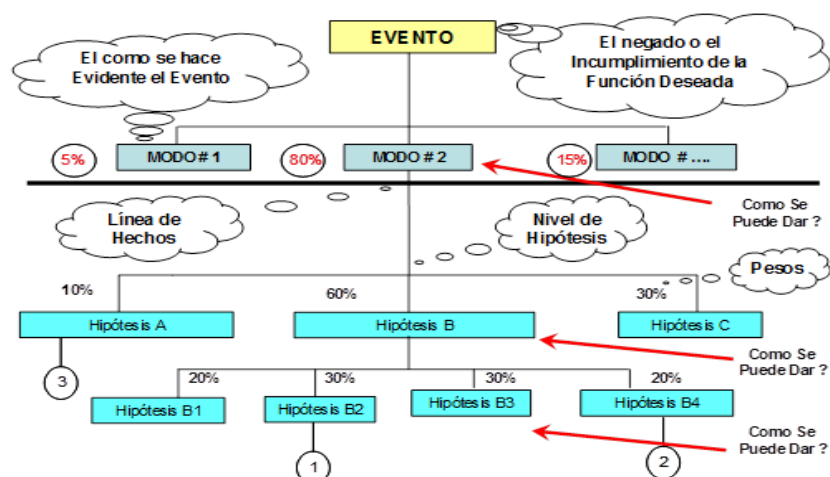 EVENTO
El como se hace
Evidente el Evento
El negado o el
Incumplimiento de la
Función Deseada
5%
MODO # 1
80%
MODO # 2
15%
MODO # ....
Línea de
Hechos
Nivel de
Hipótesis
Como Se
Puede Dar ?
Pesos
10%
60%
30%
Hipótesis A
Hipótesis B
Hipótesis C
Como Se
Puede Dar ?
3
20%
30%
30%
20%
Hipótesis B1
Hipótesis B2
Hipótesis B3
Hipótesis B4
Como Se
Puede Dar ?
1
2